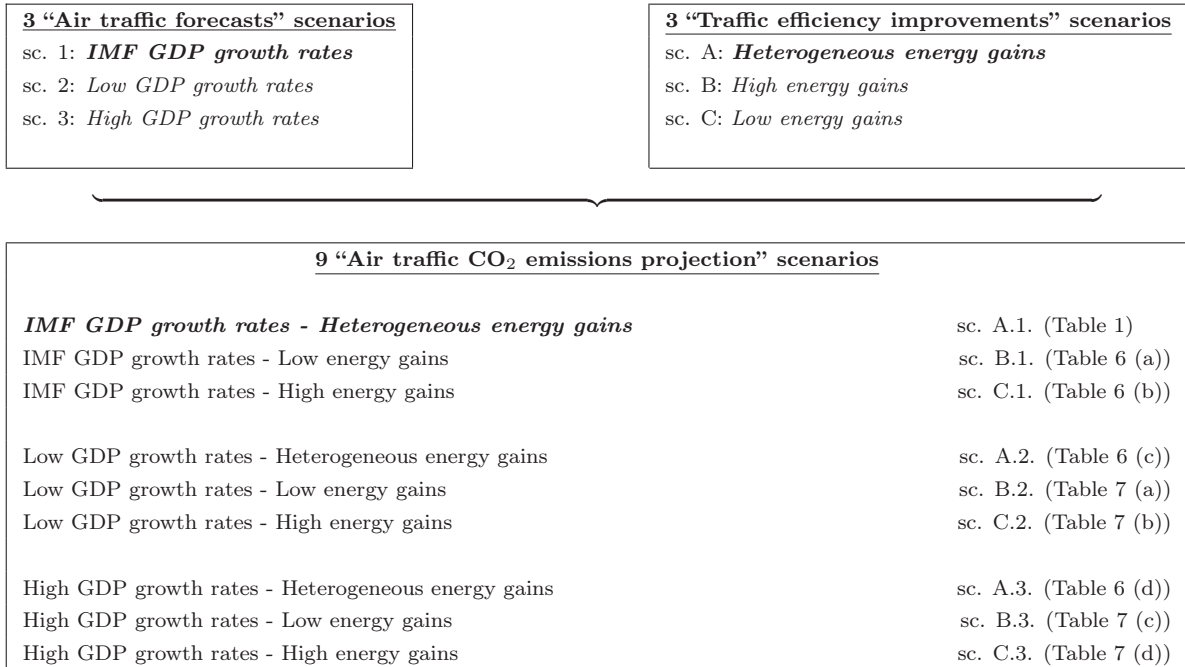 3 “Air traffic forecasts” scenarios
sc. 1: IMF GDP growth rates
sc. 2: Low GDP growth rates
sc. 3: High GDP growth rates
3 “Traffic efficiency improvements” scenarios
sc. A: Heterogeneous energy gains
sc. B: High energy gains
sc. C: Low energy gains
9 “Air traffic CO₂ emissions projection” scenarios
IMF GDP growth rates - Heterogeneous energy gains sc. A.1. (Table 1)
IMF GDP growth rates - Low energy gains sc. B.1. (Table 6 (a))
IMF GDP growth rates - High energy gains sc. C.1. (Table 6 (b))
Low GDP growth rates - Heterogeneous energy gains sc. A.2. (Table 6 (c))
Low GDP growth rates - Low energy gains sc. B.2. (Table 7 (a))
Low GDP growth rates - High energy gains sc. C.2. (Table 7 (b))
High GDP growth rates - Heterogeneous energy gains sc. A.3. (Table 6 (d))
High GDP growth rates - Low energy gains sc. B.3. (Table 7 (c))
High GDP growth rates - High energy gains sc. C.3. (Table 7 (d))